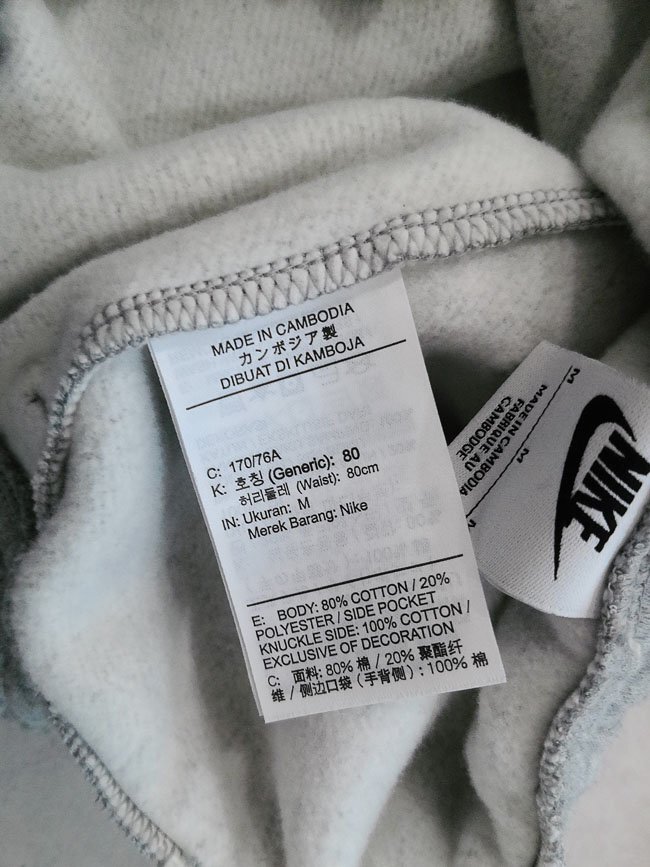 MADE IN CAMBODIA
カンボジア製
DIBUAT DI KAMBOJA
C: 170/76A
K: 호칭 (Generic): 80
허리둘레 (Waist): 80cm
IN: Ukuran: M
Merek Barang: Nike
E: BODY: 80% COTTON / 20%
POLYESTER / SIDE POCKET
KNUCKLE SIDE: 100% COTTON /
EXCLUSIVE OF DECORATION
C: 面料: 80% 棉 / 20% 聚酯纤
维 / 侧边口袋 (手背侧) : 100% 棉
M
MADE IN CAMBODIA
FABRIQUE AU
CAMBODGE
M
M
NIKE